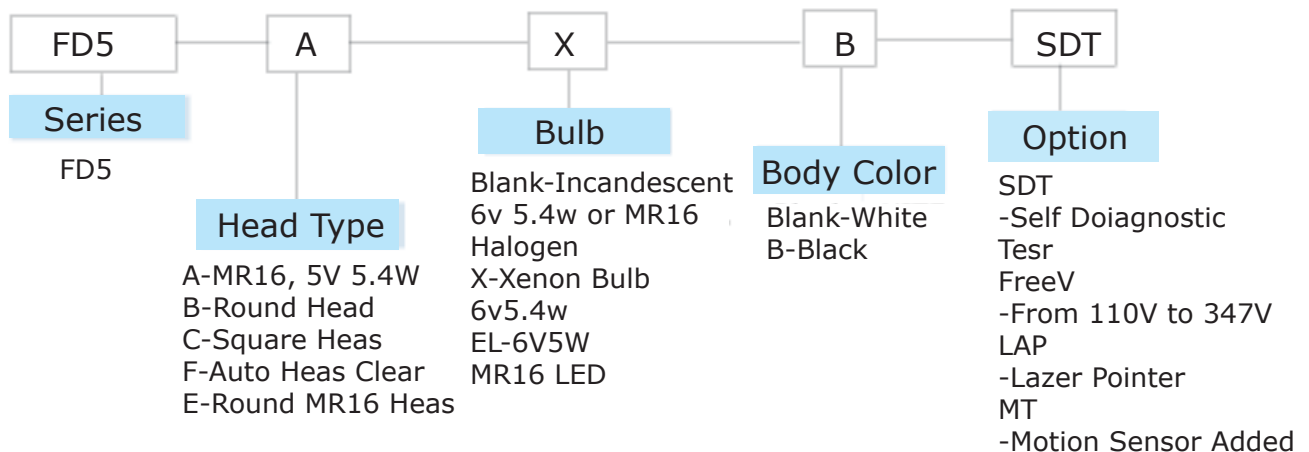 FD5
A
X
B
SDT
Series
FD5
Head Type
A-MR16, 5V 5.4W
B-Round Head
C-Square Heas
F-Auto Heas Clear
E-Round MR16 Heas
Bulb
Blank-Incandescent
6v 5.4w or MR16
Halogen
X-Xenon Bulb
6v5.4w
EL-6V5W
MR16 LED
Body Color
Blank-White
B-Black
Option
SDT
-Self Doiagnostic
Tesr
FreeV
-From 110V to 347V
LAP
-Lazer Pointer
MT
-Motion Sensor Added